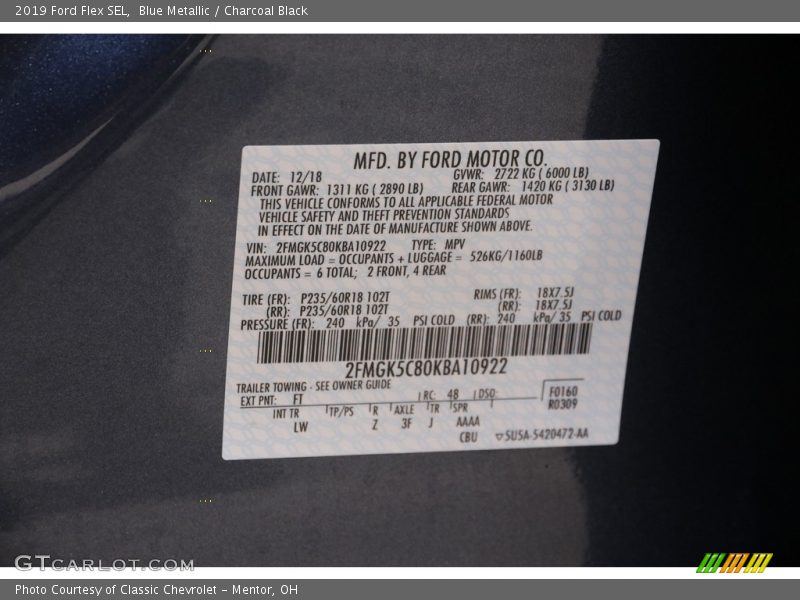 2019 Ford Flex SEL,  Blue Metallic / Charcoal Black
MFD. BY FORD MOTOR CO.
DATE: 12/18 GVWR: 2722 KG ( 6000 LB)
FRONT GAWR: 1311 KG ( 2890 LB) REAR GAWR: 1420 KG ( 3130 LB)
THIS VEHICLE CONFORMS TO ALL APPLICABLE FEDERAL MOTOR
VEHICLE SAFETY AND THEFT PREVENTION STANDARDS
IN EFFECT ON THE DATE OF MANUFACTURE SHOWN ABOVE.
VIN: 2FMGK5C80KBA10922 TYPE: MPV
MAXIMUM LOAD = OCCUPANTS + LUGGAGE = 526KG/1160LB
OCCUPANTS = 6 TOTAL; 2 FRONT, 4 REAR
TIRE (FR): P235/60R18 102T RIMS (FR): 18X7.5J
(RR): P235/60R18 102T (RR): 18X7.5J
PRESSURE (FR): 240 kPa/ 35 PSI COLD (RR): 240 kPa/ 35 PSI COLD
2FMGK5C80KBA10922
TRAILER TOWING - SEE OWNER GUIDE
EXT PNT: FT RC: 48 DSO: F0160
R0309
INT TR TP/PS R AXLE TR SPR
LW Z 3F J AAAA
CBU 5U5A-5420472-AA
GTCARLOT.COM
Photo Courtesy of Classic Chevrolet - Mentor, OH